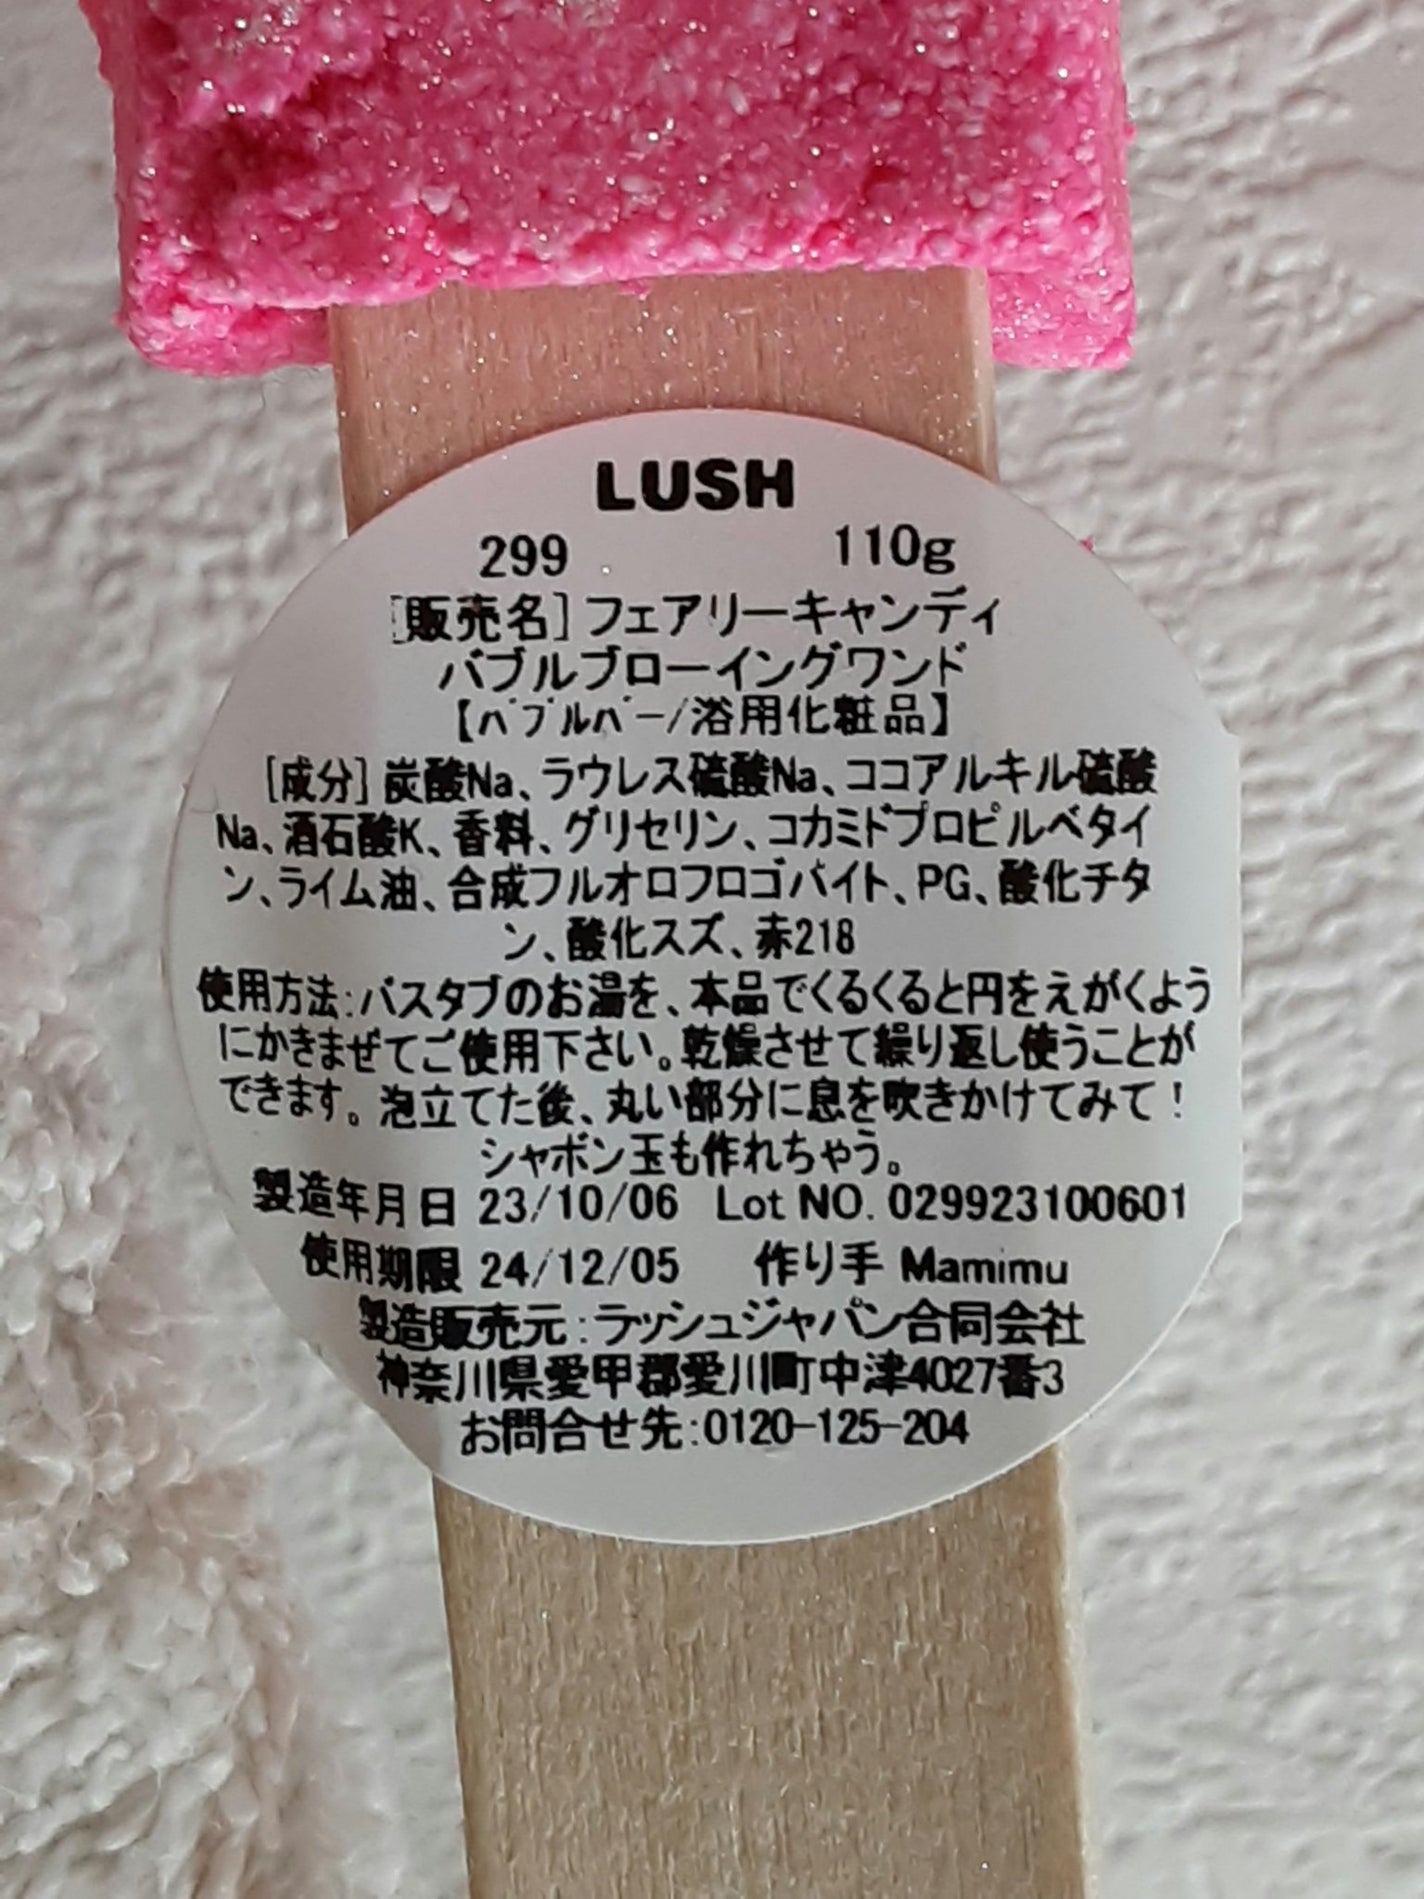 LUSH
299 110g
[販売名]フェアリーキャンディ
バブルブローイングワンド
【バブルバー/浴用化粧品】
[成分]炭酸Na、ラウレス硫酸Na、ココアルキル硫酸
Na、酒石酸K、香料、グリセリン、コカミドプロピルベタイ
ン、ライム油、合成フルオロフロゴパイト、PG、酸化チタ
ン、酸化スズ、赤218
使用方法:バスタブのお湯を、本品でくるくると円をえがくよう
にかきまぜてご使用下さい。乾燥させて繰り返し使うことが
できます。泡立てた後、丸い部分に息を吹きかけてみて!
シャボン玉も作れちゃう。
製造年月日 23/10/06 Lot NO. 029923100601
使用期限 24/12/05 作り手 Mamimu
製造販売元:ラッシュジャパン合同会社
神奈川県愛甲郡愛川町中津4027番3
お問合せ先:0120-125-204